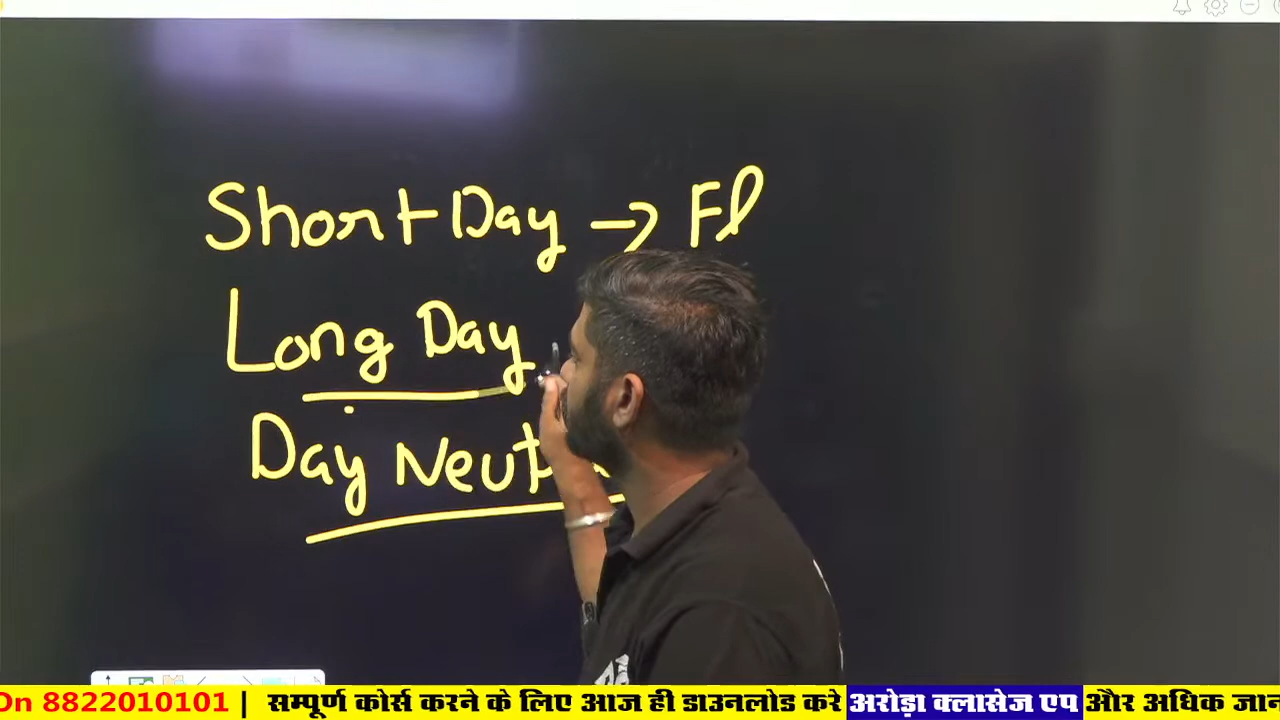 Short Day → Fl
Long Day
Day Neut
On 8822010101 | सम्पूर्ण कोर्स करने के लिए आज ही डाउनलोड करे अरोड़ा क्लासेज एप और अधिक जान